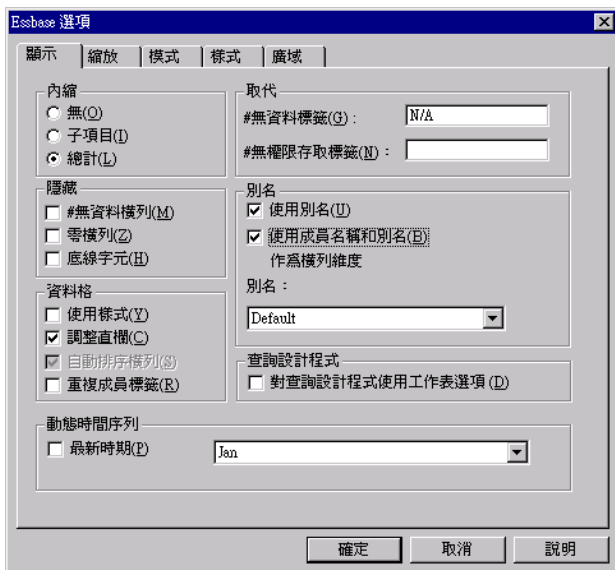 Essbase 選項
顯示
縮放
模式
樣式
廣域
內縮
無(O)
子項目(I)
總計(L)
隱藏
#無資料橫列(M)
零橫列(Z)
底線字元(H)
資料格
使用樣式(Y)
調整直欄(C)
自動排序橫列(S)
重複成員標籤(R)
取代
#無資料標籤(G)：
N/A
#無權限存取標籤(N)：
別名
使用別名(U)
使用成員名稱和別名(B)
作為橫列維度
別名：
Default
查詢設計程式
對查詢設計程式使用工作表選項(D)
動態時間序列
最新時期(P)
Jan
確定
取消
說明